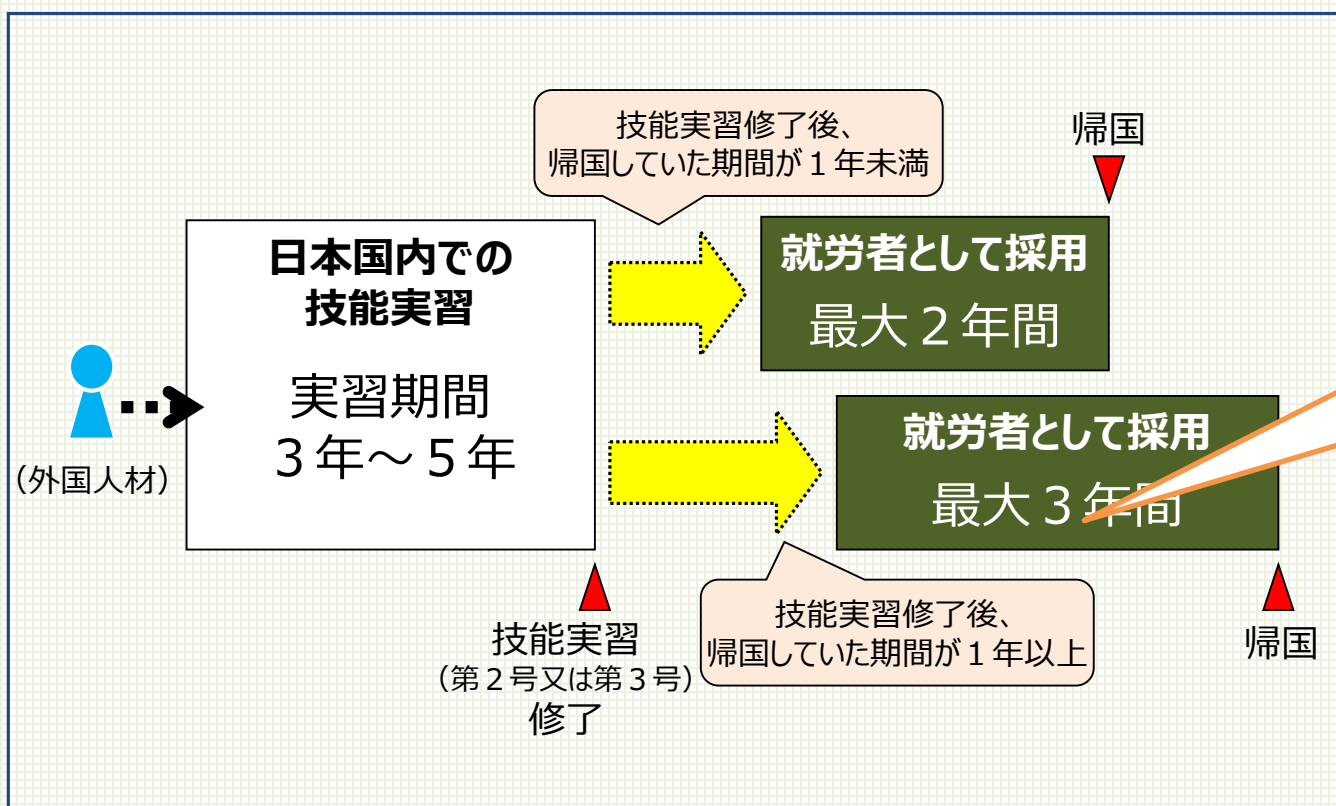 技能実習修了後、
帰国していた期間が１年未満
帰国
日本国内での
技能実習
実習期間
３年～５年
（外国人材）
就労者として採用
最大２年間
就労者として採用
最大３年間
技能実習修了後、
帰国していた期間が１年以上
技能実習
（第２号又は第３号）
修了
帰国